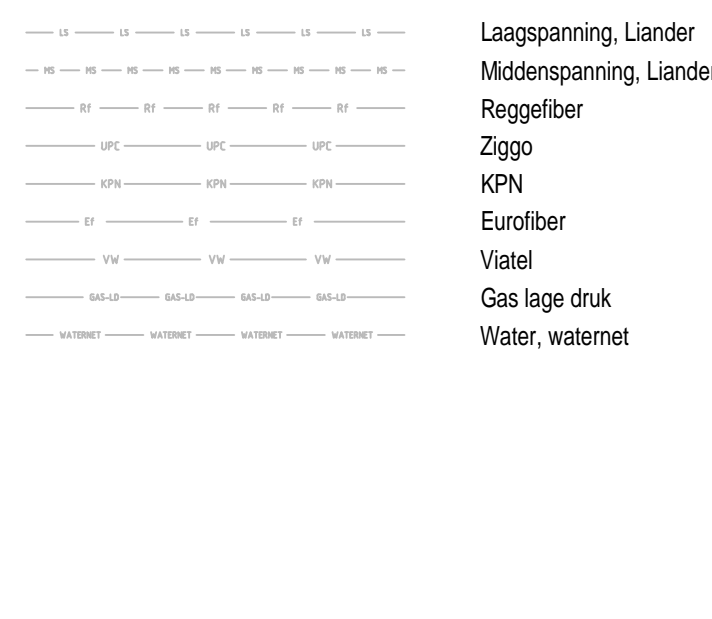 LS LS LS LS LS LS Laagspanning, Liander
MS MS MS MS MS MS MS MS MS Middenspanning, Liander
Rf Rf Rf Rf Rf Reggefiber
UPC UPC UPC Ziggo
KPN KPN KPN KPN
Ef Ef Ef Eurofiber
VW VW VW Viatel
GAS-LD GAS-LD GAS-LD GAS-LD Gas lage druk
WATERNET WATERNET WATERNET WATERNET Water, waternet